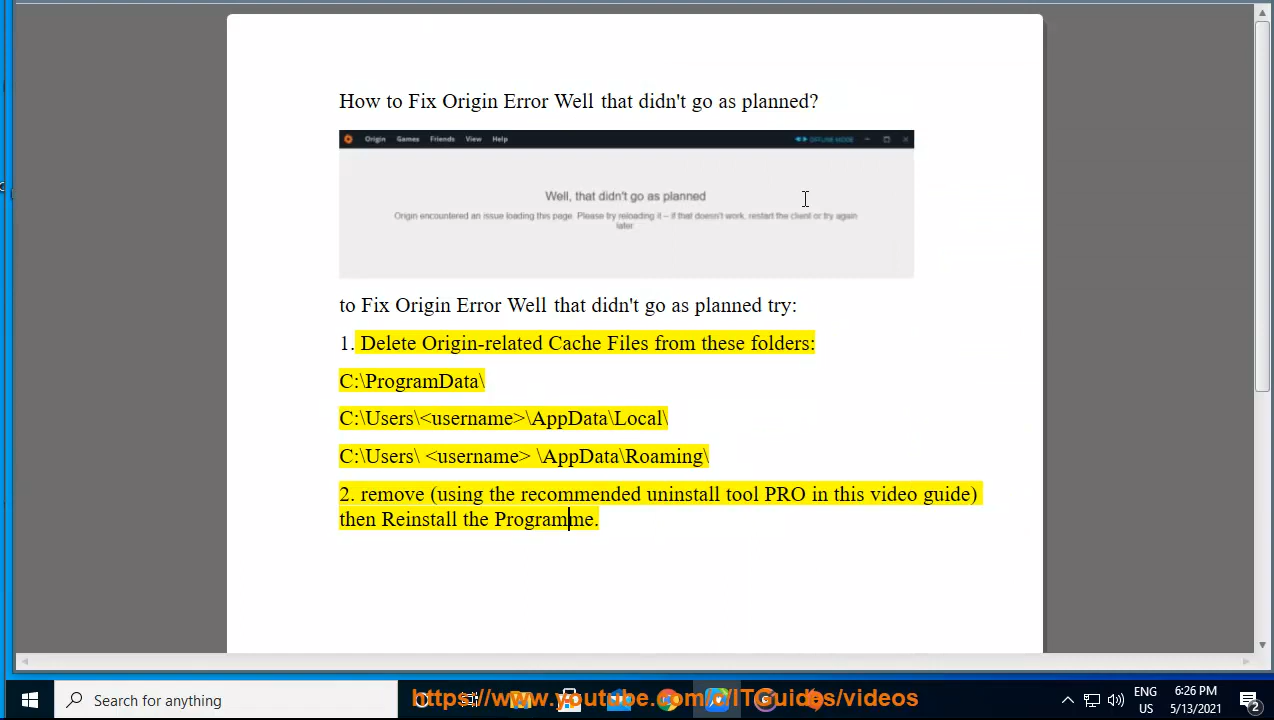 How to Fix Origin Error Well that didn't go as planned?
Origin Games Friends View Help OFFLINE MODE
Well, that didn't go as planned
Origin encountered an issue loading this page. Please try reloading it – if that doesn't work, restart the client or try again
later
to Fix Origin Error Well that didn't go as planned try:
1. Delete Origin-related Cache Files from these folders:
C:\ProgramData\
C:\Users\<username>\AppData\Local\
C:\Users\ <username> \AppData\Roaming\
2. remove (using the recommended uninstall tool PRO in this video guide)
then Reinstall the Programme.
Search for anything
https://www.youtube.com/c/ITGuides/videos
ENG
US
6:26 PM
5/13/2021
2